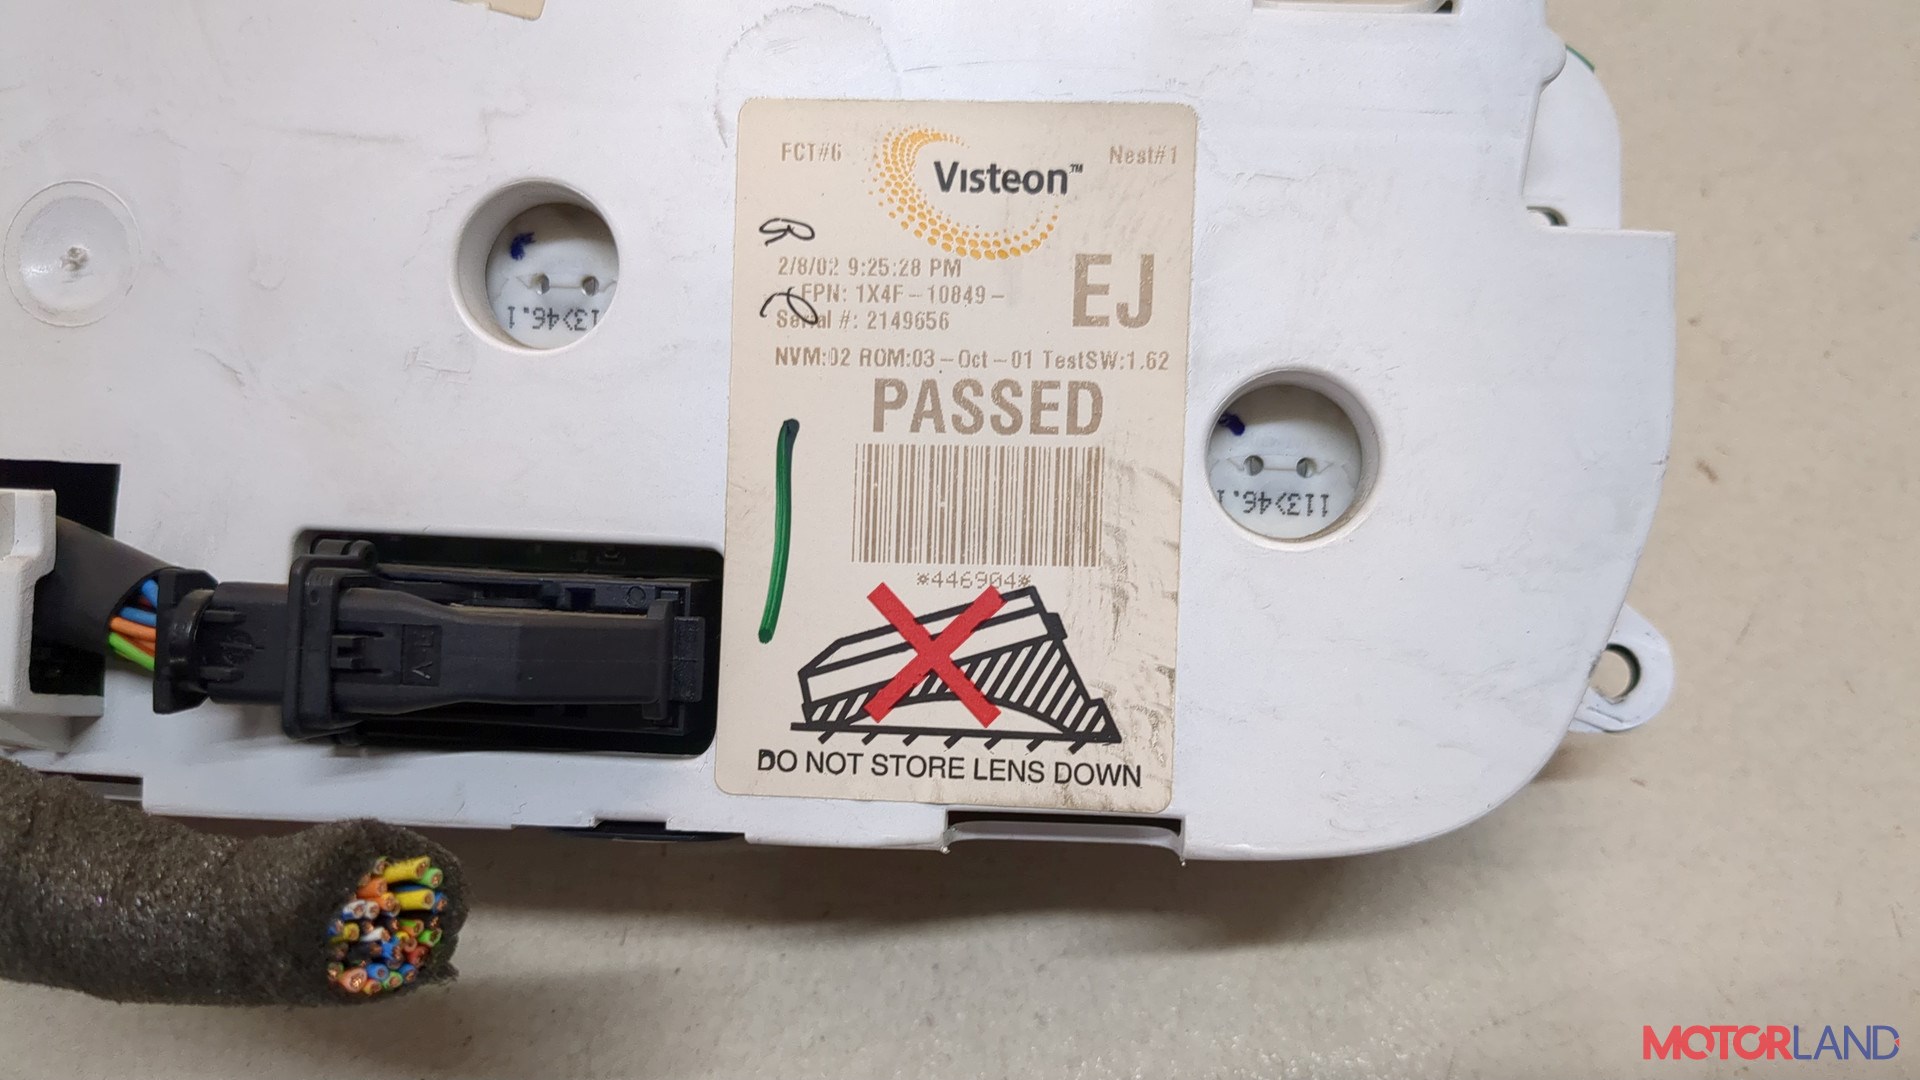 FCT#6
Visteon™
Nest#1
2/8/02 9:25:28 PM
FPN: 1X4F-10849-
EJ
Serial #: 2149656
NVM:02 ROM:03-Oct-01 TestSW:1.62
PASSED
*446904*
DO NOT STORE LENS DOWN
13>46.1
113>46.1
MOTORLAND